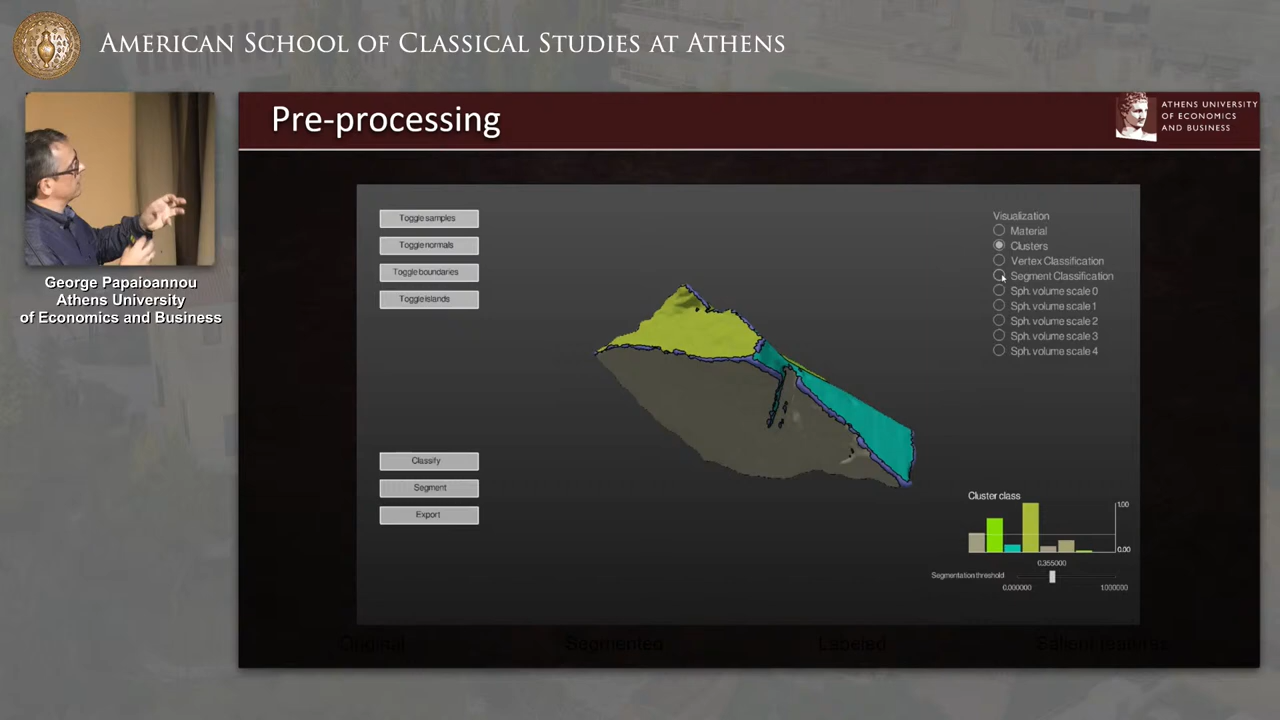 AMERICAN SCHOOL OF CLASSICAL STUDIES AT ATHENS
Pre-processing
ATHENS UNIVERSITY
OF ECONOMICS
AND BUSINESS
George Papaioannou
Athens University
of Economics and Business
Toggle samples
Toggle normals
Toggle boundaries
Toggle islands
Classify
Segment
Export
Visualization
Material
Clusters
Vertex Classification
Segment Classification
Sph. volume scale 0
Sph. volume scale 1
Sph. volume scale 2
Sph. volume scale 3
Sph. volume scale 4
Cluster class
1.00
0.00
0.355000
Segmentation threshold
0.000000
1.000000
Original
Segmented
Labeled
Salient features